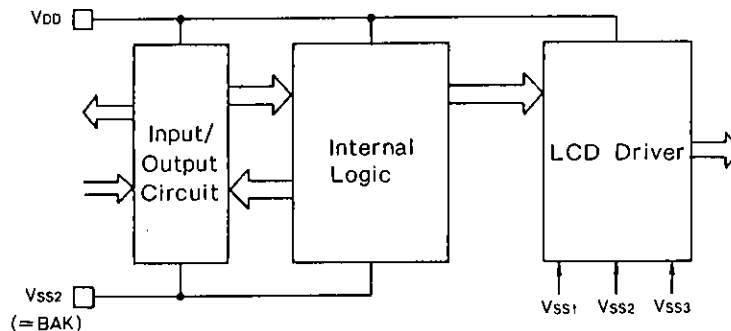 VDD
Input/
Output
Circuit
Internal
Logic
LCD Driver
VSS2
(=BAK)
VSS1 VSS2 VSS3